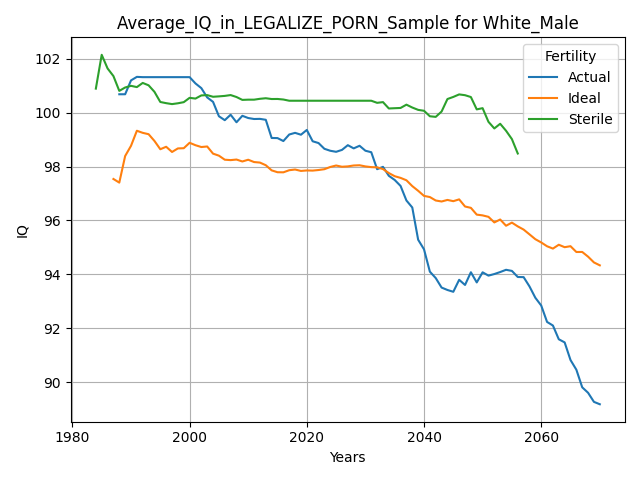 Average_IQ_in_LEGALIZE_PORN_Sample for White_Male
Fertility
Actual
Ideal
Sterile
IQ
102
100
98
96
94
92
90
1980
2000
2020
2040
2060
Years